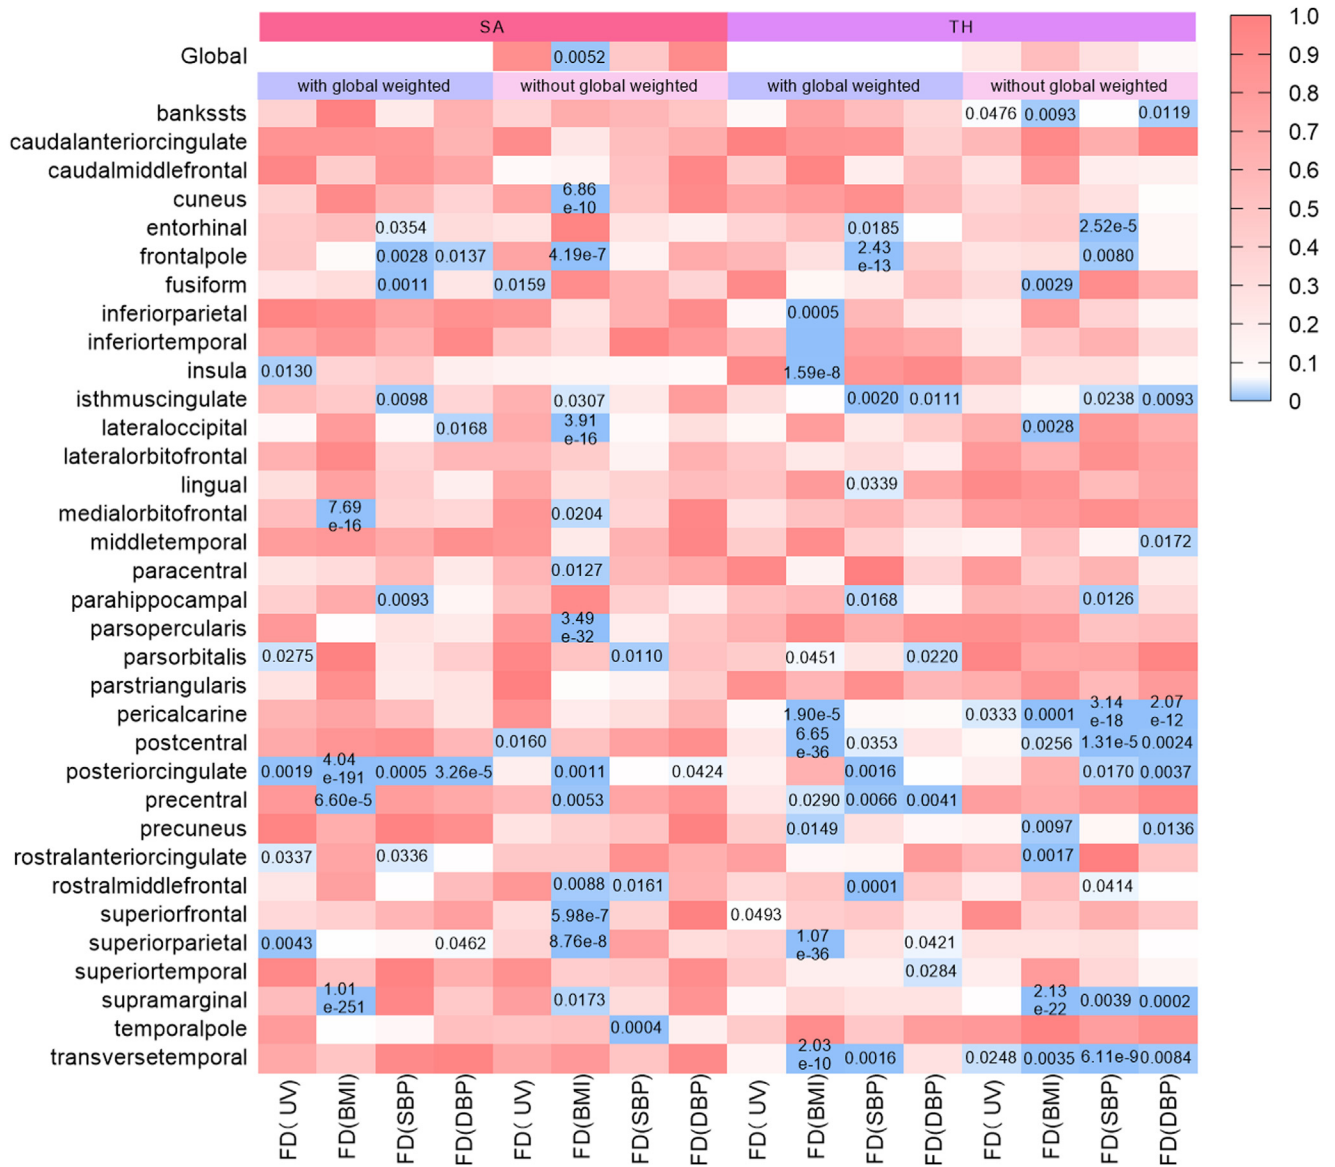 SA TH
Global 0.0052
with global weighted without global weighted with global weighted without global weighted
bankssts 0.0476 0.0093 0.0119
caudalanteriorcingulate
caudalmiddlefrontal
cuneus 6.86 e-10
entorhinal 0.0354 0.0185 2.52e-5
frontalpole 0.0028 0.0137 4.19e-7 2.43 e-13 0.0080
fusiform 0.0011 0.0159 0.0029
inferiorparietal 0.0005
inferiortemporal
insula 0.0130 1.59e-8
isthmuscingulate 0.0098 0.0307 0.0020 0.0111 0.0238 0.0093
lateraloccipital 0.0168 3.91 e-16 0.0028
lateralorbitofrontal
lingual 0.0339
medialorbitofrontal 7.69 e-16 0.0204
middletemporal 0.0172
paracentral 0.0127
parahippocampal 0.0093 0.0168 0.0126
parsopercularis 3.49 e-32
parsorbitalis 0.0275 0.0110 0.0451 0.0220
parstriangularis
pericalcarine 1.90e-5 0.0333 0.0001 3.14 e-18 2.07 e-12
postcentral 0.0160 6.65 e-36 0.0353 0.0256 1.31e-5 0.0024
posteriorcingulate 0.0019 4.04 e-191 0.0005 3.26e-5 0.0011 0.0424 0.0016 0.0170 0.0037
precentral 6.60e-5 0.0053 0.0290 0.0066 0.0041
precuneus 0.0149 0.0097 0.0136
rostralanteriorcingulate 0.0337 0.0336 0.0017
rostralmiddlefrontal 0.0088 0.0161 0.0001 0.0414
superiorfrontal 5.98e-7 0.0493
superiorparietal 0.0043 0.0462 8.76e-8 1.07 e-36 0.0421
superiortemporal 0.0284
supramarginal 1.01 e-251 0.0173 2.13 e-22 0.0039 0.0002
temporalpole 0.0004
transversetemporal 2.03 e-10 0.0016 0.0248 0.0035 6.11e-9 0.0084
FD( UV) FD(BMI) FD(SBP) FD(DBP) FD( UV) FD(BMI) FD(SBP) FD(DBP) FD( UV) FD(BMI) FD(SBP) FD(DBP) FD( UV) FD(BMI) FD(SBP) FD(DBP)
1.0
0.9
0.8
0.7
0.6
0.5
0.4
0.3
0.2
0.1
0